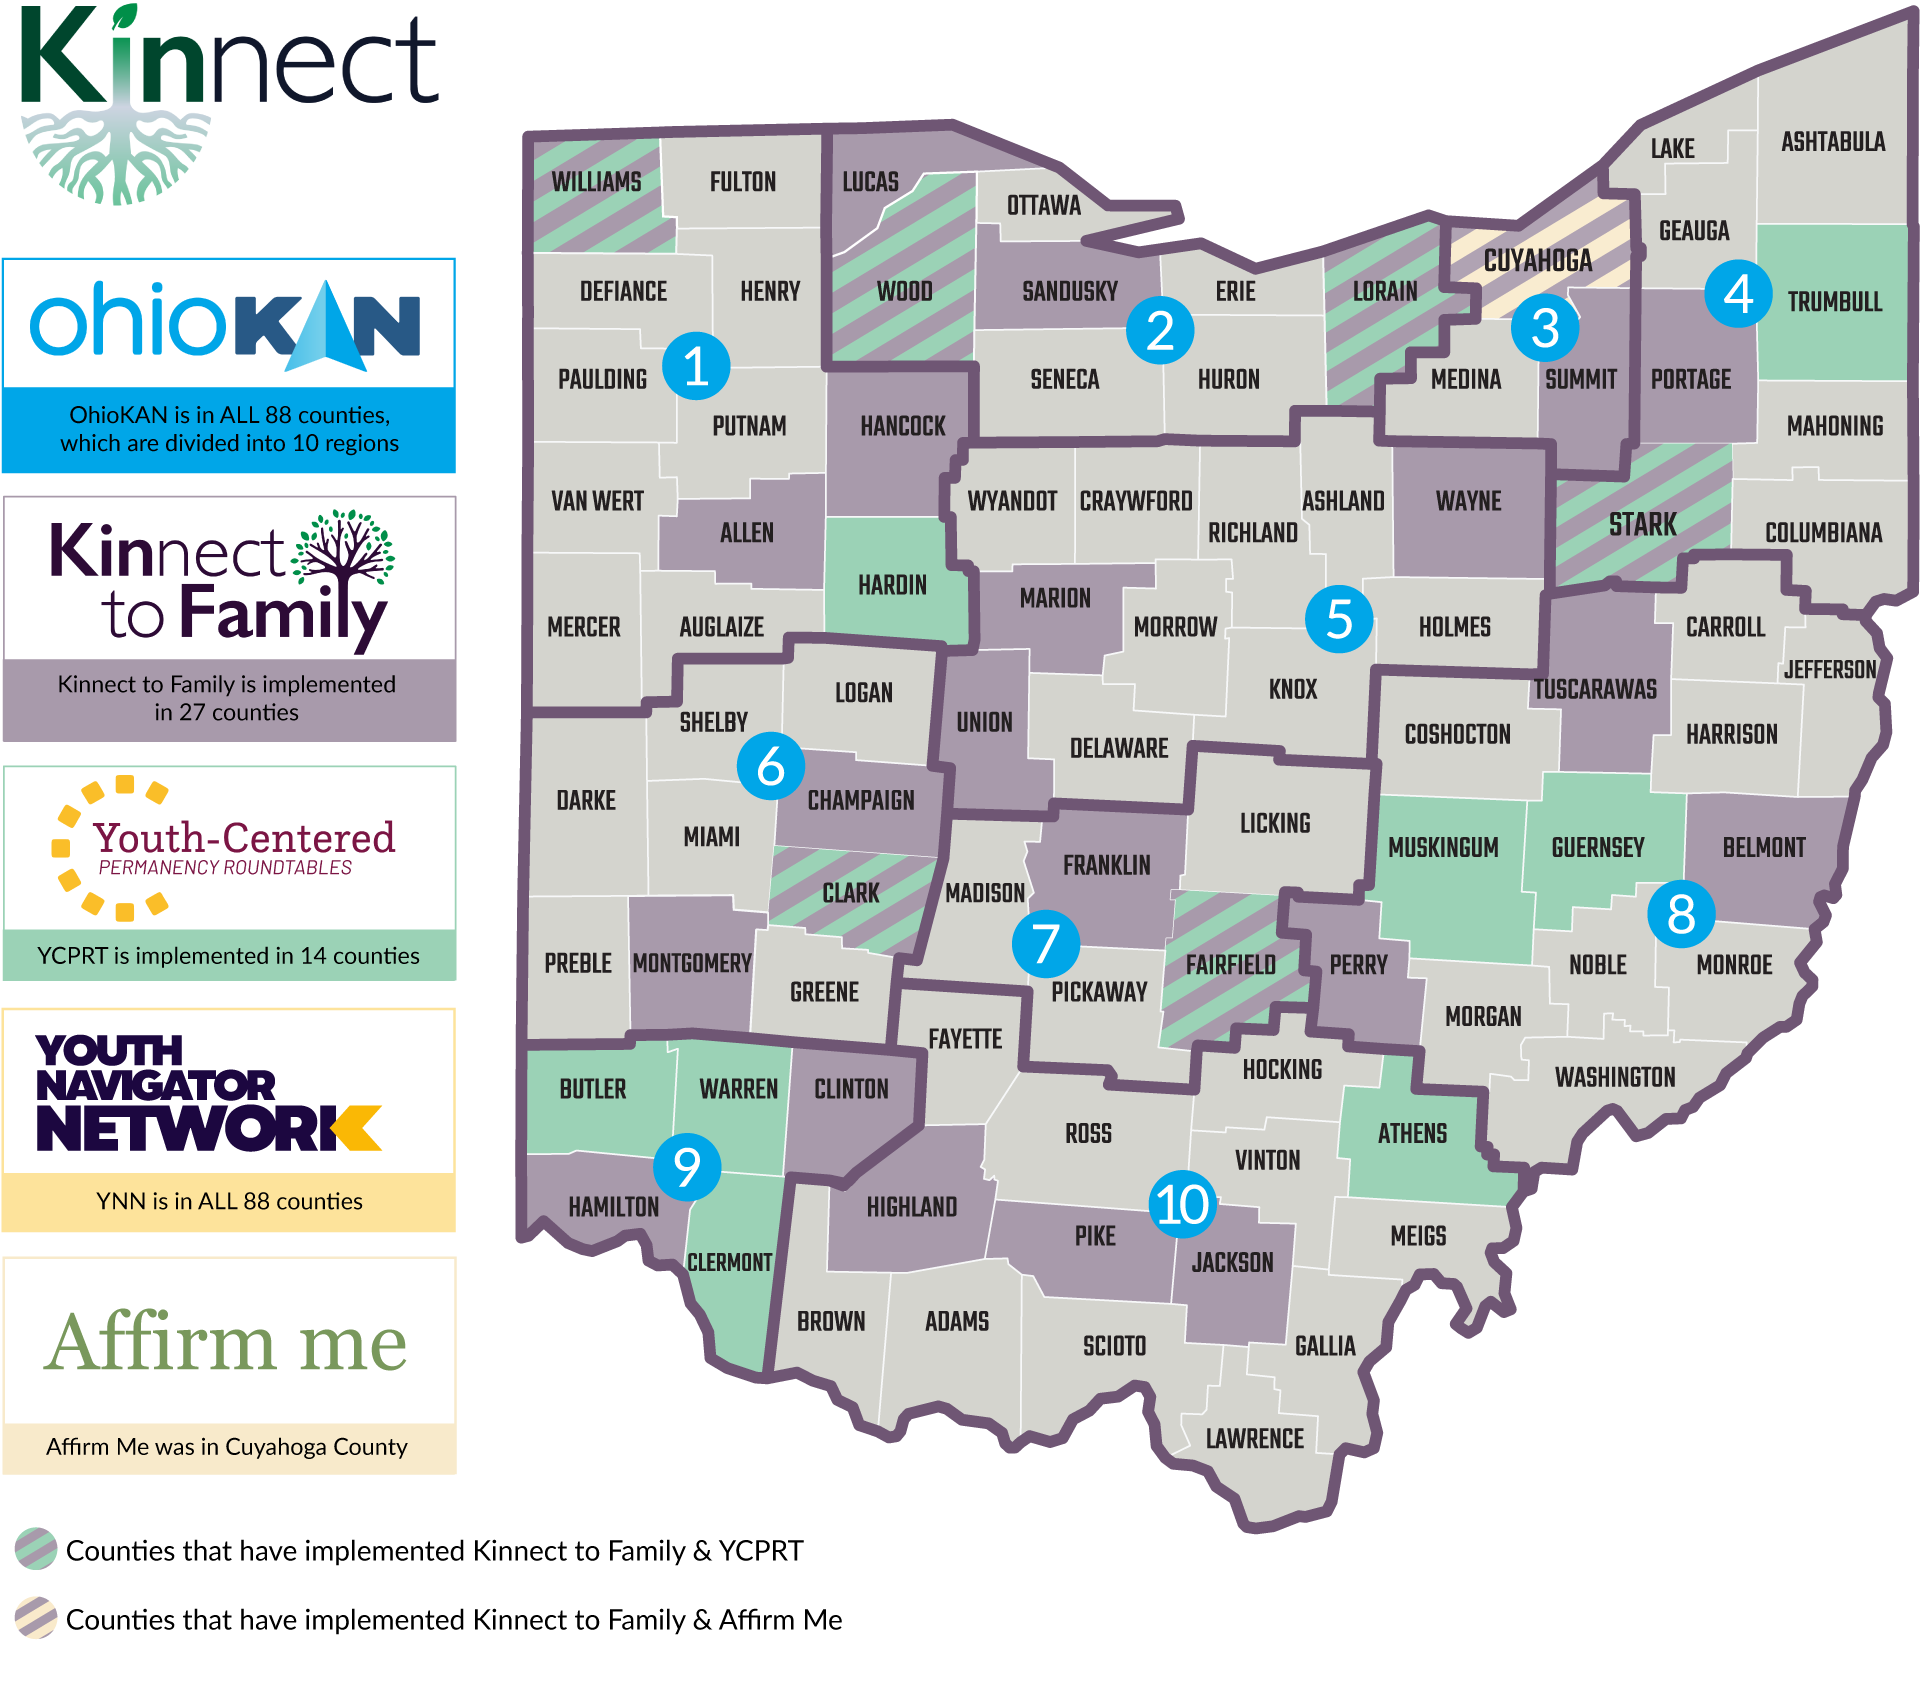 Kinnect
ohioKAN
OhioKAN is in ALL 88 counties,
which are divided into 10 regions
Kinnect
to Family
Kinnect to Family is implemented
in 27 counties
Youth-Centered
PERMANENCY ROUNDTABLES
YCPRT is implemented in 14 counties
YOUTH
NAVIGATOR
NETWORK
YNN is in ALL 88 counties
Affirm me
Affirm Me was in Cuyahoga County
Counties that have implemented Kinnect to Family & YCPRT
Counties that have implemented Kinnect to Family & Affirm Me
WILLIAMS
FULTON
DEFIANCE
HENRY
PAULDING
1
PUTNAM
HANCOCK
VAN WERT
ALLEN
HARDIN
MERCER
AUGLAIZE
LUCAS
OTTAWA
WOOD
SANDUSKY
ERIE
LORAIN
2
SENECA
HURON
CUYAHOGA
3
MEDINA
SUMMIT
LAKE
ASHTABULA
GEAUGA
4
TRUMBULL
PORTAGE
MAHONING
STARK
COLUMBIANA
WYANDOT
CRAYWFORD
RICHLAND
ASHLAND
WAYNE
MARION
MORROW
5
HOLMES
KNOX
UNION
DELAWARE
LOGAN
SHELBY
6
CHAMPAIGN
DARKE
MIAMI
CLARK
PREBLE
MONTGOMERY
GREENE
LICKING
FRANKLIN
MADISON
7
FAIRFIELD
PICKAWAY
CARROLL
JEFFERSON
TUSCARAWAS
COSHOCTON
HARRISON
MUSKINGUM
GUERNSEY
BELMONT
8
PERRY
NOBLE
MONROE
MORGAN
WASHINGTON
BUTLER
WARREN
CLINTON
9
HAMILTON
CLERMONT
FAYETTE
HOCKING
ROSS
ATHENS
VINTON
10
HIGHLAND
PIKE
JACKSON
MEIGS
BROWN
ADAMS
SCIOTO
GALLIA
LAWRENCE